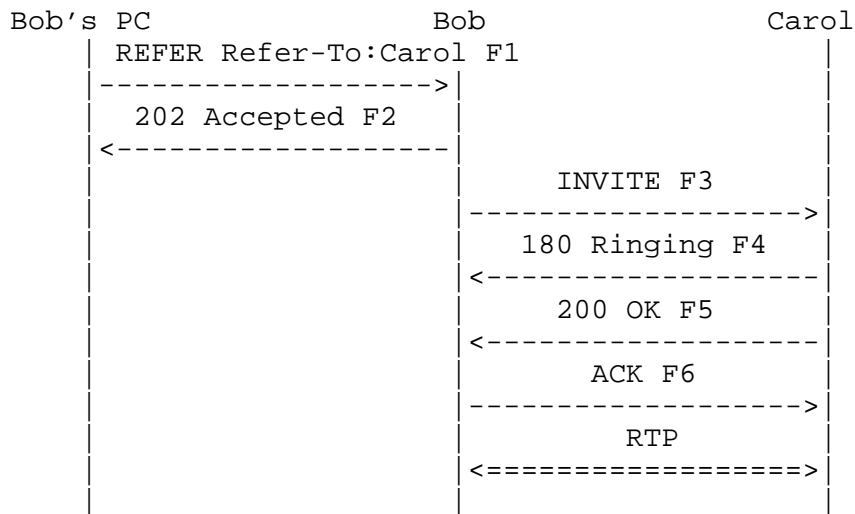 Bob's PC Bob Carol
REFER Refer-To:Carol F1
202 Accepted F2
INVITE F3
180 Ringing F4
200 OK F5
ACK F6
RTP